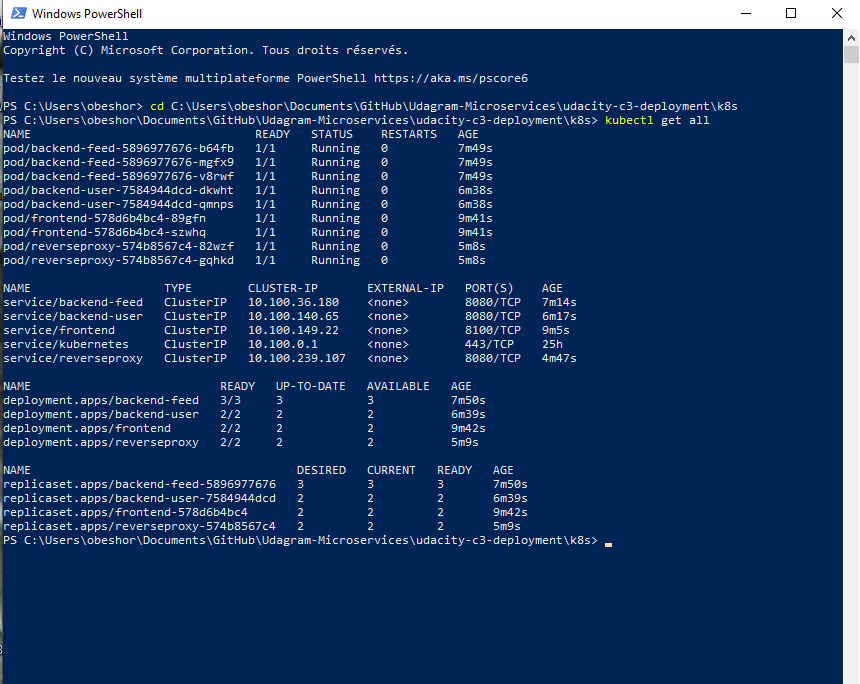 Windows PowerShell
Windows PowerShell
Copyright (C) Microsoft Corporation. Tous droits réservés.
Testez le nouveau système multiplateforme PowerShell https://aka.ms/pscore6
PS C:\Users\obeshor> cd C:\Users\obeshor\Documents\GitHub\Udagram-Microservices\udacity-c3-deployment\k8s
PS C:\Users\obeshor\Documents\GitHub\Udagram-Microservices\udacity-c3-deployment\k8s> kubectl get all
NAME READY STATUS RESTARTS AGE
pod/backend-feed-5896977676-b64fb 1/1 Running 0 7m49s
pod/backend-feed-5896977676-mgfx9 1/1 Running 0 7m49s
pod/backend-feed-5896977676-v8rwf 1/1 Running 0 7m49s
pod/backend-user-7584944dcd-dkwht 1/1 Running 0 6m38s
pod/backend-user-7584944dcd-qmnps 1/1 Running 0 6m38s
pod/frontend-578d6b4bc4-89gfn 1/1 Running 0 9m41s
pod/frontend-578d6b4bc4-szwhq 1/1 Running 0 9m41s
pod/reverseproxy-574b8567c4-82wzf 1/1 Running 0 5m8s
pod/reverseproxy-574b8567c4-gqhkd 1/1 Running 0 5m8s
NAME TYPE CLUSTER-IP EXTERNAL-IP PORT(S) AGE
service/backend-feed ClusterIP 10.100.36.180 <none> 8080/TCP 7m14s
service/backend-user ClusterIP 10.100.140.65 <none> 8080/TCP 6m17s
service/frontend ClusterIP 10.100.149.22 <none> 8100/TCP 9m5s
service/kubernetes ClusterIP 10.100.0.1 <none> 443/TCP 25h
service/reverseproxy ClusterIP 10.100.239.107 <none> 8080/TCP 4m47s
NAME READY UP-TO-DATE AVAILABLE AGE
deployment.apps/backend-feed 3/3 3 3 7m50s
deployment.apps/backend-user 2/2 2 2 6m39s
deployment.apps/frontend 2/2 2 2 9m42s
deployment.apps/reverseproxy 2/2 2 2 5m9s
NAME DESIRED CURRENT READY AGE
replicaset.apps/backend-feed-5896977676 3 3 3 7m50s
replicaset.apps/backend-user-7584944dcd 2 2 2 6m39s
replicaset.apps/frontend-578d6b4bc4 2 2 2 9m42s
replicaset.apps/reverseproxy-574b8567c4 2 2 2 5m9s
PS C:\Users\obeshor\Documents\GitHub\Udagram-Microservices\udacity-c3-deployment\k8s>